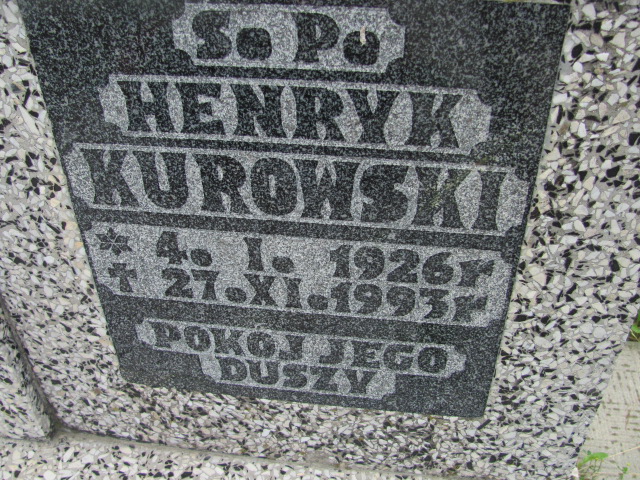 S. P.
HENRYK
KUROWSKI
* 4. I. 1926r
† 27.XI.1993r
POKÓJ JEGO
DUSZY